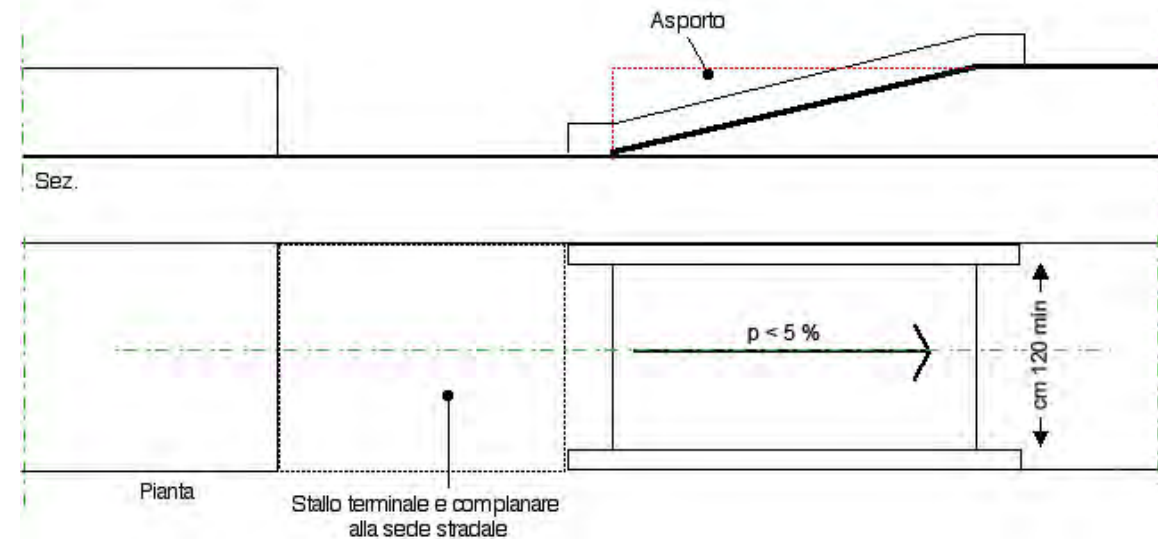 Asporto
Sez.
p < 5 %
cm 120 min
Pianta
Stallo terminale e complanare
alla sede stradale